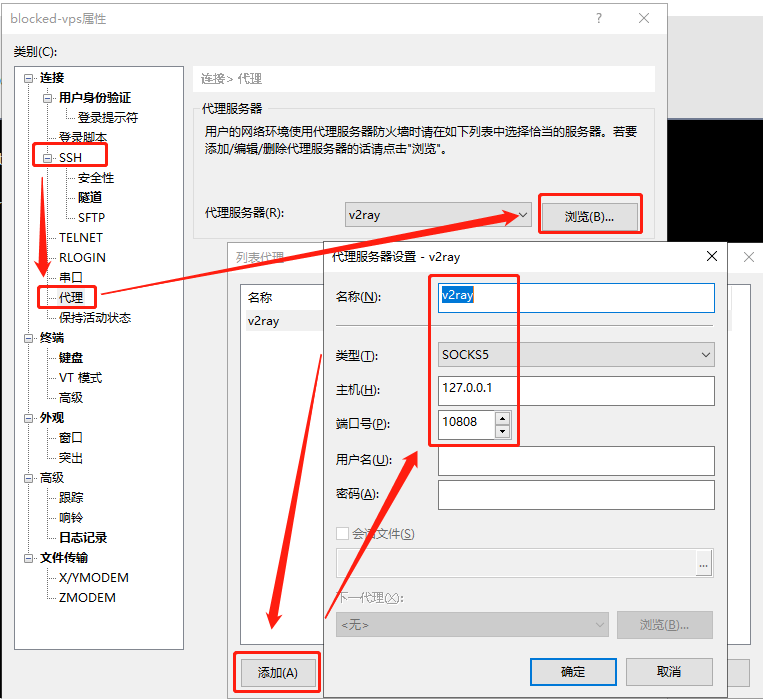 blocked-vps属性
类别(C):
连接
用户身份验证
登录提示符
登录脚本
SSH
安全性
隧道
SFTP
TELNET
RLOGIN
串口
代理
保持活动状态
终端
键盘
VT 模式
高级
外观
窗口
突出
高级
跟踪
响铃
日志记录
文件传输
X/YMODEM
ZMODEM
连接> 代理
代理服务器
用户的网络环境使用代理服务器防火墙时请在如下列表中选择恰当的服务器。若要
添加/编辑/删除代理服务器的话请点击"浏览"。
代理服务器(R):
v2ray
浏览(B)...
列表代理
名称
v2ray
添加(A)
代理服务器设置 - v2ray
名称(N):
v2ray
类型(T):
SOCKS5
主机(H):
127.0.0.1
端口号(P):
10808
用户名(U):
密码(A):
会话文件(S)
...
下一代理(X):
<无>
浏览(B)...
确定
取消